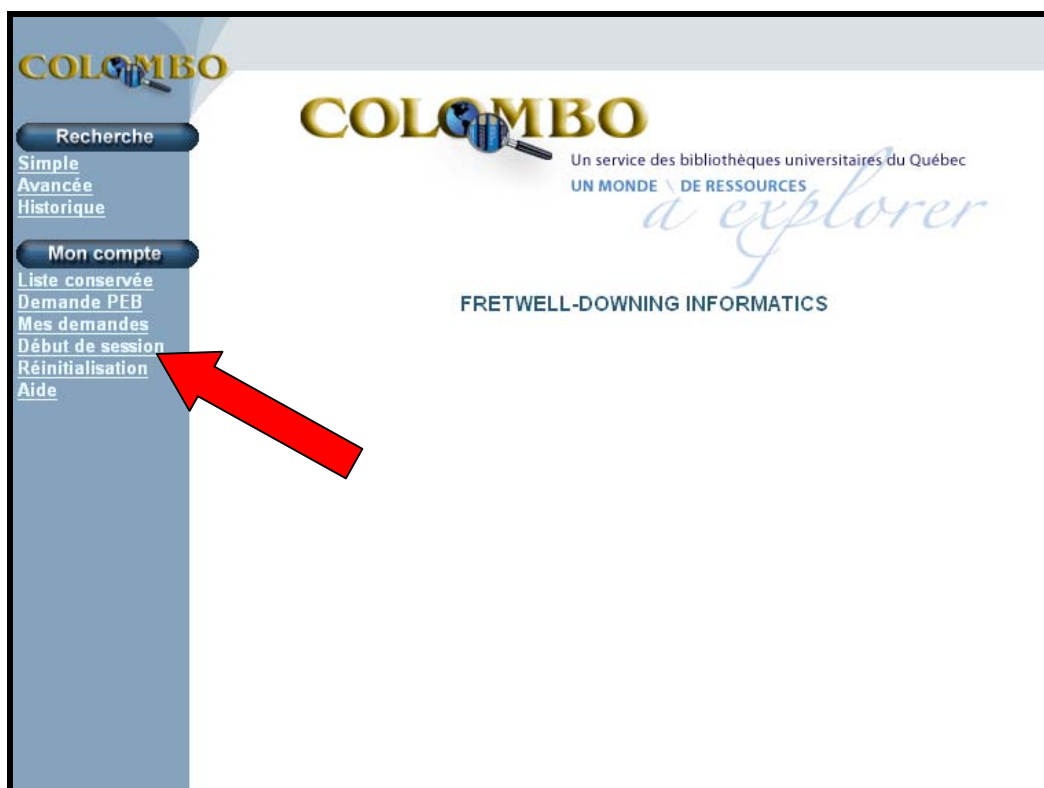 COLOMBO
Recherche
Simple
Avancée
Historique
Mon compte
Liste conservée
Demande PEB
Mes demandes
Début de session
Réinitialisation
Aide
COLOMBO
Un service des bibliothèques universitaires du Québec
UN MONDE \ DE RESSOURCES
à explorer
FRETWELL-DOWNING INFORMATICS